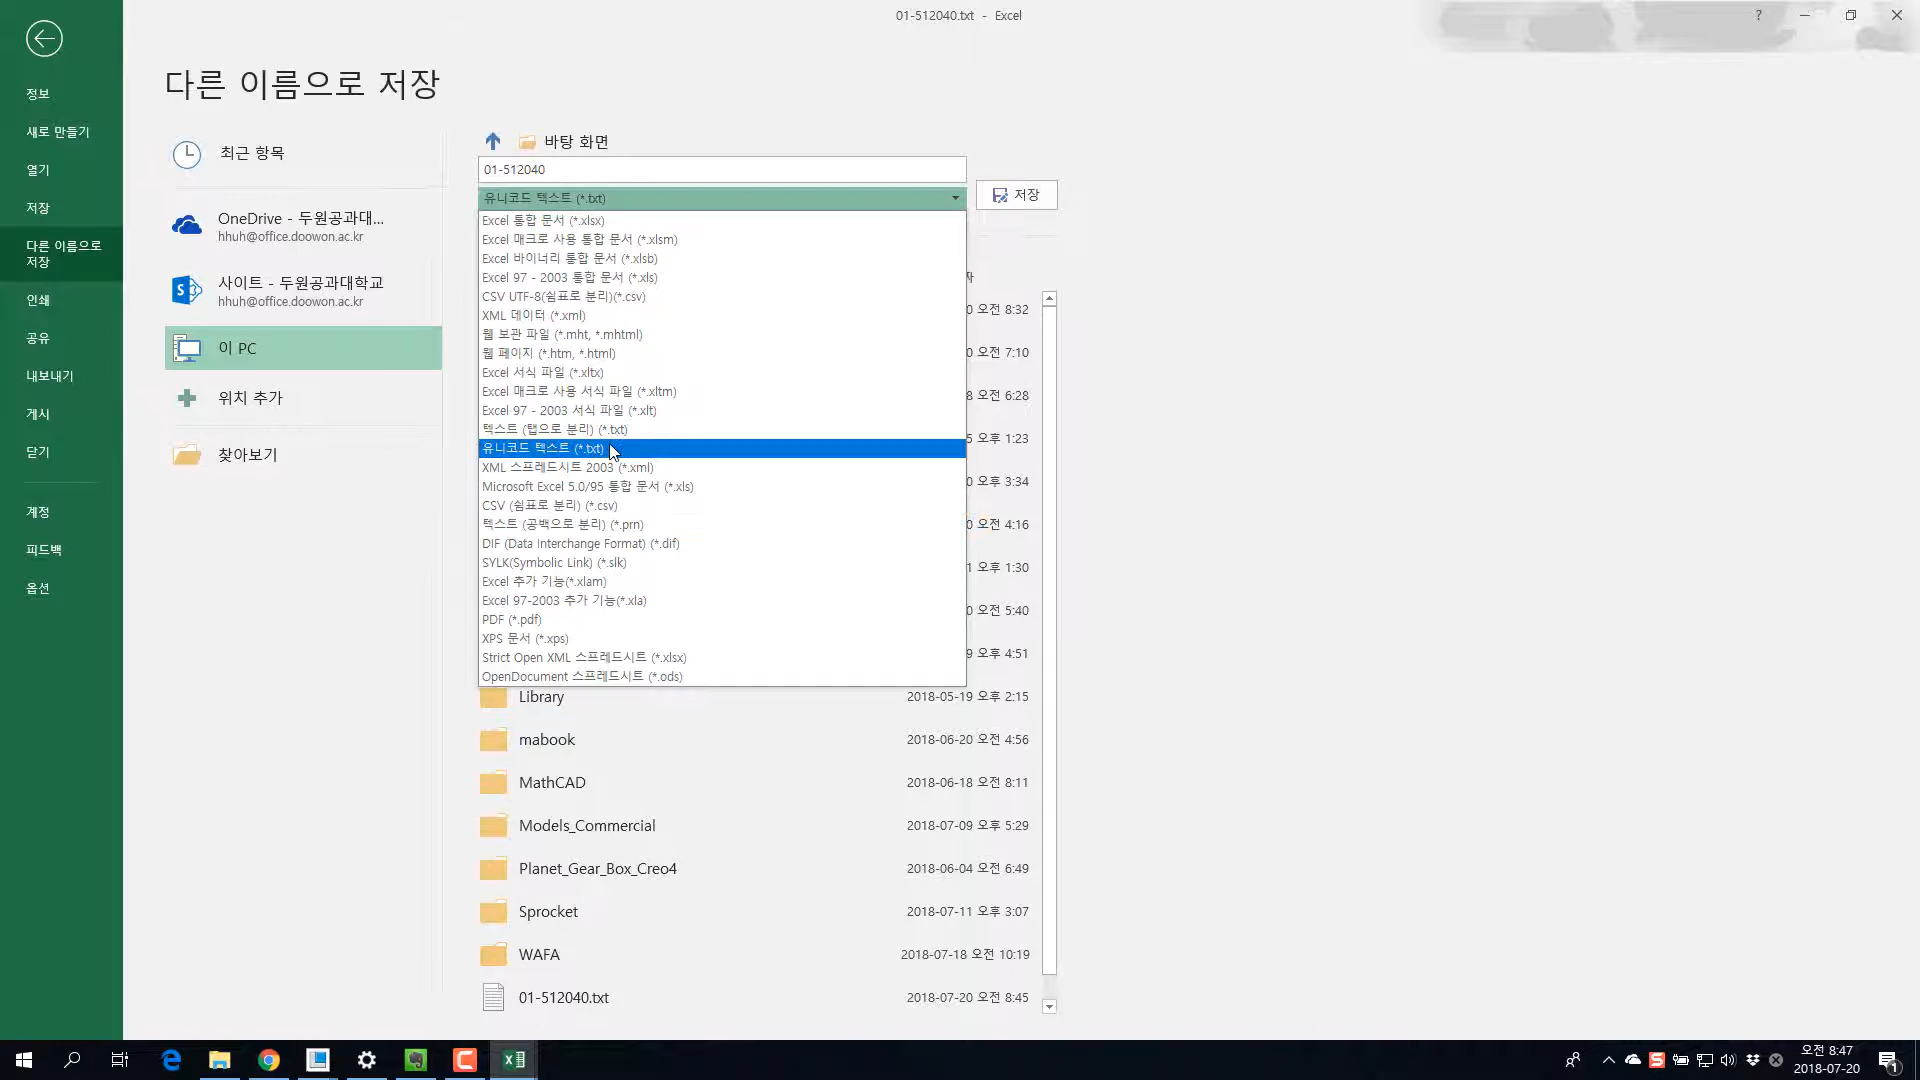 01-512040.txt - Excel
?
정보
새로 만들기
열기
저장
다른 이름으로
저장
인쇄
공유
내보내기
게시
닫기
계정
피드백
옵션
다른 이름으로 저장
최근 항목
OneDrive - 두원공과대...
hhuh@office.doowon.ac.kr
사이트 - 두원공과대학교
hhuh@office.doowon.ac.kr
이 PC
위치 추가
찾아보기
바탕 화면
01-512040
유니코드 텍스트 (*.txt)
저장
Excel 통합 문서 (*.xlsx)
Excel 매크로 사용 통합 문서 (*.xlsm)
Excel 바이너리 통합 문서 (*.xlsb)
Excel 97 - 2003 통합 문서 (*.xls)
CSV UTF-8(쉼표로 분리)(*.csv)
XML 데이터 (*.xml)
웹 보관 파일 (*.mht, *.mhtml)
웹 페이지 (*.htm, *.html)
Excel 서식 파일 (*.xltx)
Excel 매크로 사용 서식 파일 (*.xltm)
Excel 97 - 2003 서식 파일 (*.xlt)
텍스트 (탭으로 분리) (*.txt)
유니코드 텍스트 (*.txt)
XML 스프레드시트 2003 (*.xml)
Microsoft Excel 5.0/95 통합 문서 (*.xls)
CSV (쉼표로 분리) (*.csv)
텍스트 (공백으로 분리) (*.prn)
DIF (Data Interchange Format) (*.dif)
SYLK(Symbolic Link) (*.slk)
Excel 추가 기능(*.xlam)
Excel 97-2003 추가 기능(*.xla)
PDF (*.pdf)
XPS 문서 (*.xps)
Strict Open XML 스프레드시트 (*.xlsx)
OpenDocument 스프레드시트 (*.ods)
0 오전 8:32
0 오전 7:10
8 오전 6:28
5 오후 1:23
0 오후 3:34
0 오전 4:16
1 오후 1:30
0 오전 5:40
9 오전 4:51
Library 2018-05-19 오후 2:15
mabook 2018-06-20 오전 4:56
MathCAD 2018-06-18 오전 8:11
Models_Commercial 2018-07-09 오후 5:29
Planet_Gear_Box_Creo4 2018-06-04 오전 6:49
Sprocket 2018-07-11 오후 3:07
WAFA 2018-07-18 오전 10:19
01-512040.txt 2018-07-20 오전 8:45
오전 8:47
2018-07-20
1